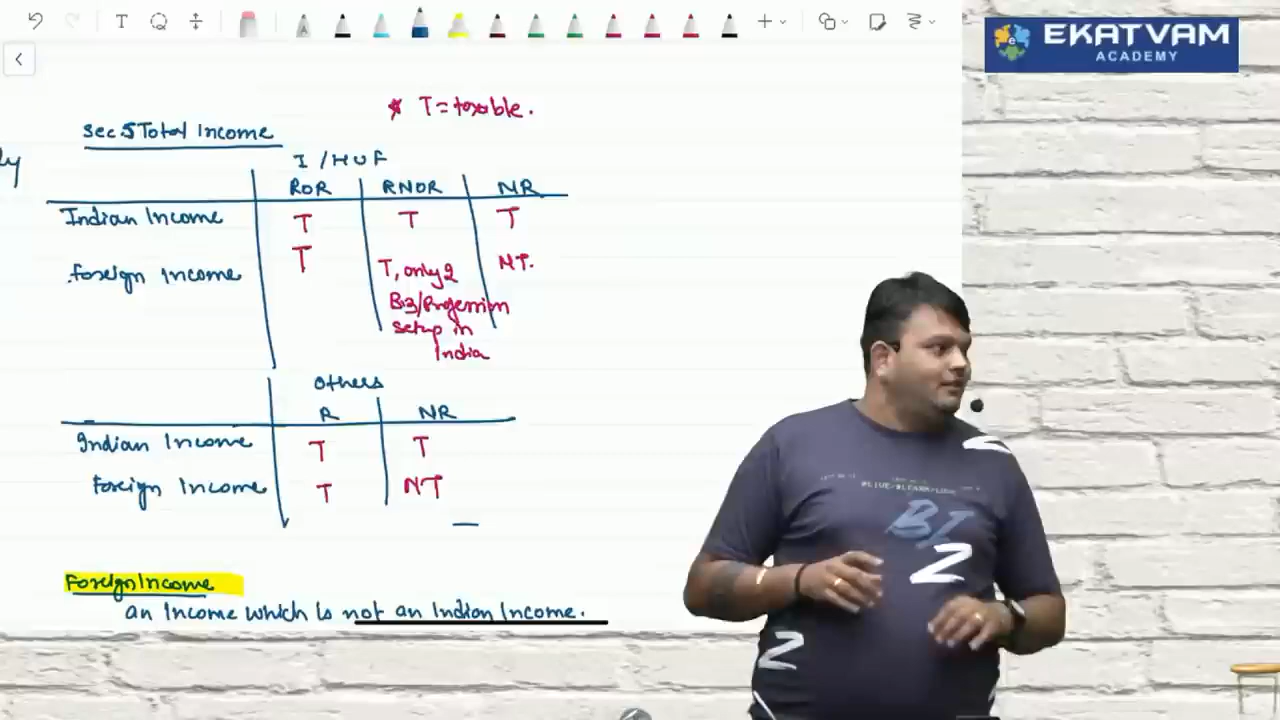 EKATVAM
ACADEMY
* T = taxable.
Sec.5 Total Income
I / HUF
ROR RNOR NR
Indian Income T T T
Foreign Income T T, only 2 NT.
Biz/Profession
setup in
India
Others
R NR
Indian Income T T
Foreign Income T NT
Foreign Income
an Income which is not an Indian Income.
BI
Z
Z